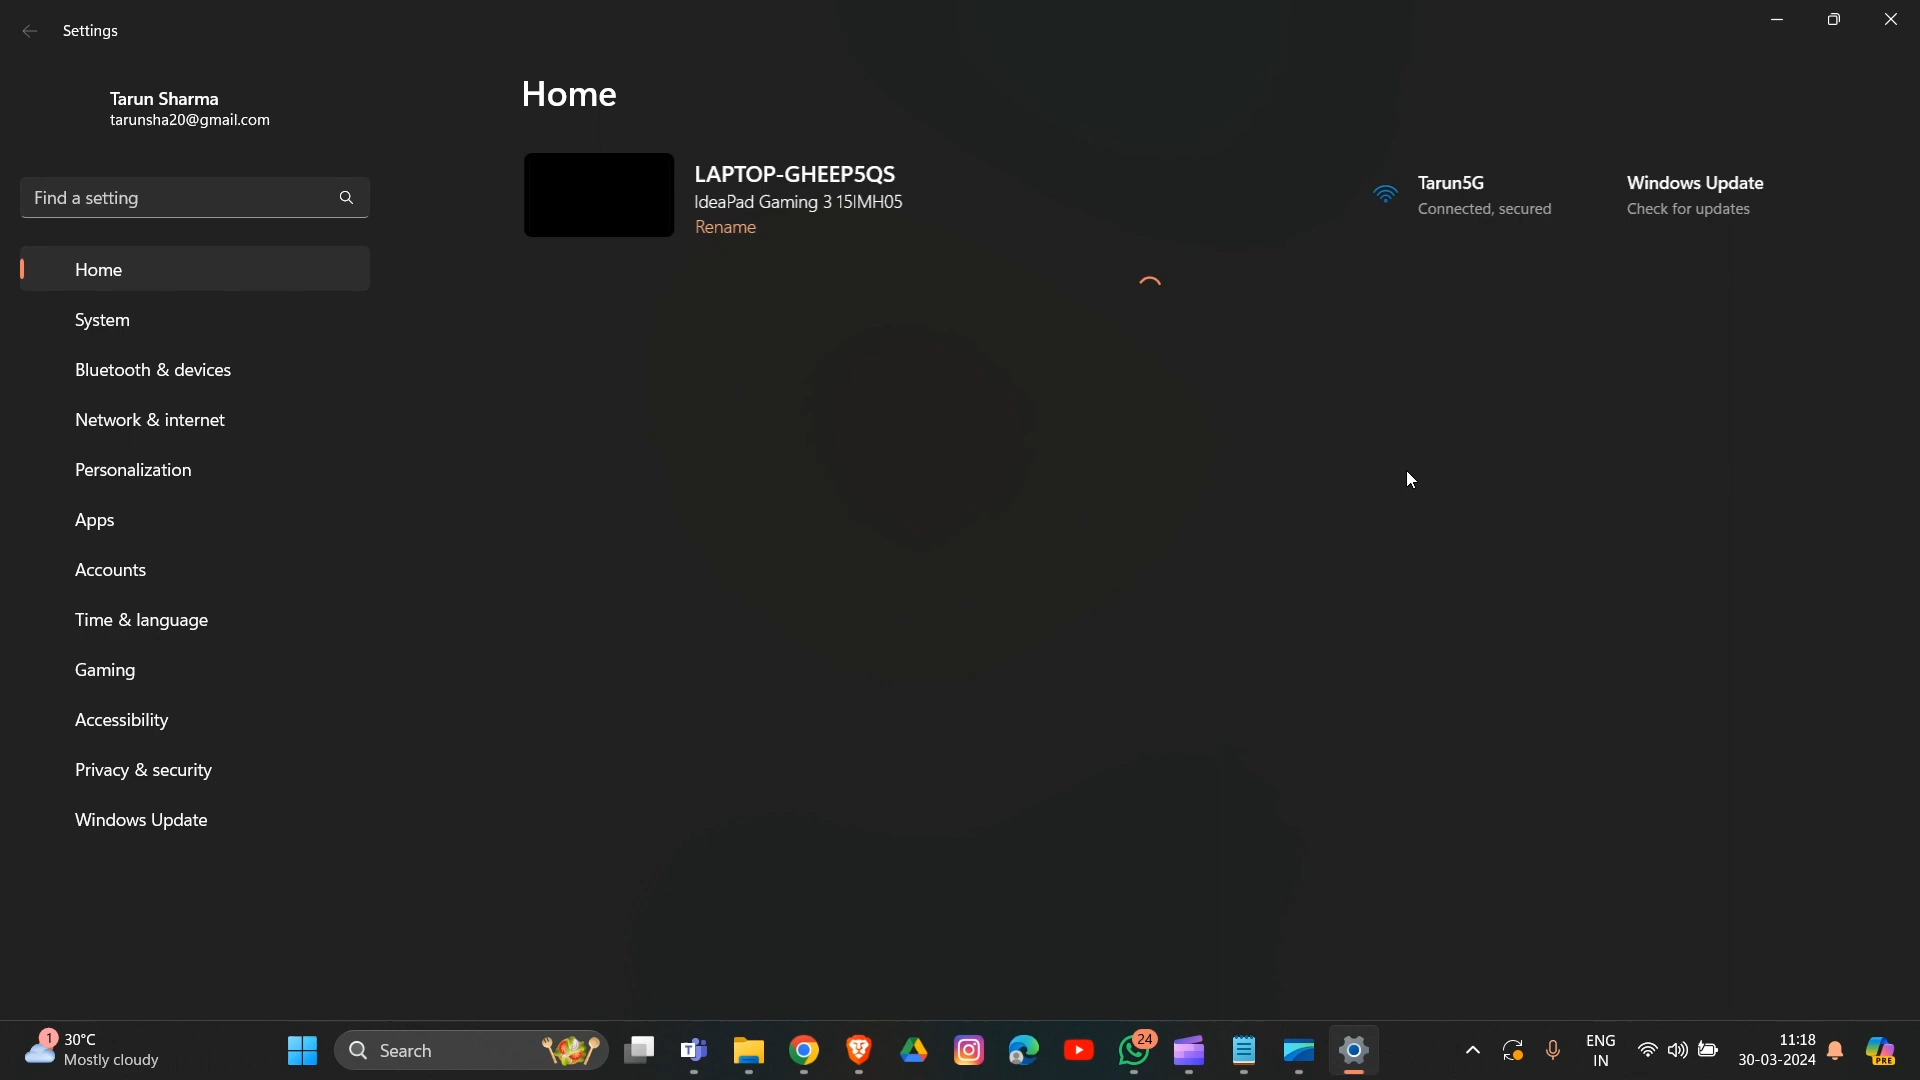 Settings
Tarun Sharma
tarunsha20@gmail.com
Find a setting
Home
System
Bluetooth & devices
Network & internet
Personalization
Apps
Accounts
Time & language
Gaming
Accessibility
Privacy & security
Windows Update
Home
LAPTOP-GHEEP5QS
IdeaPad Gaming 3 15IMH05
Rename
Tarun5G
Connected, secured
Windows Update
Check for updates
1
30°C
Mostly cloudy
Search
T
24
ENG
IN
11:18
30-03-2024
PRE